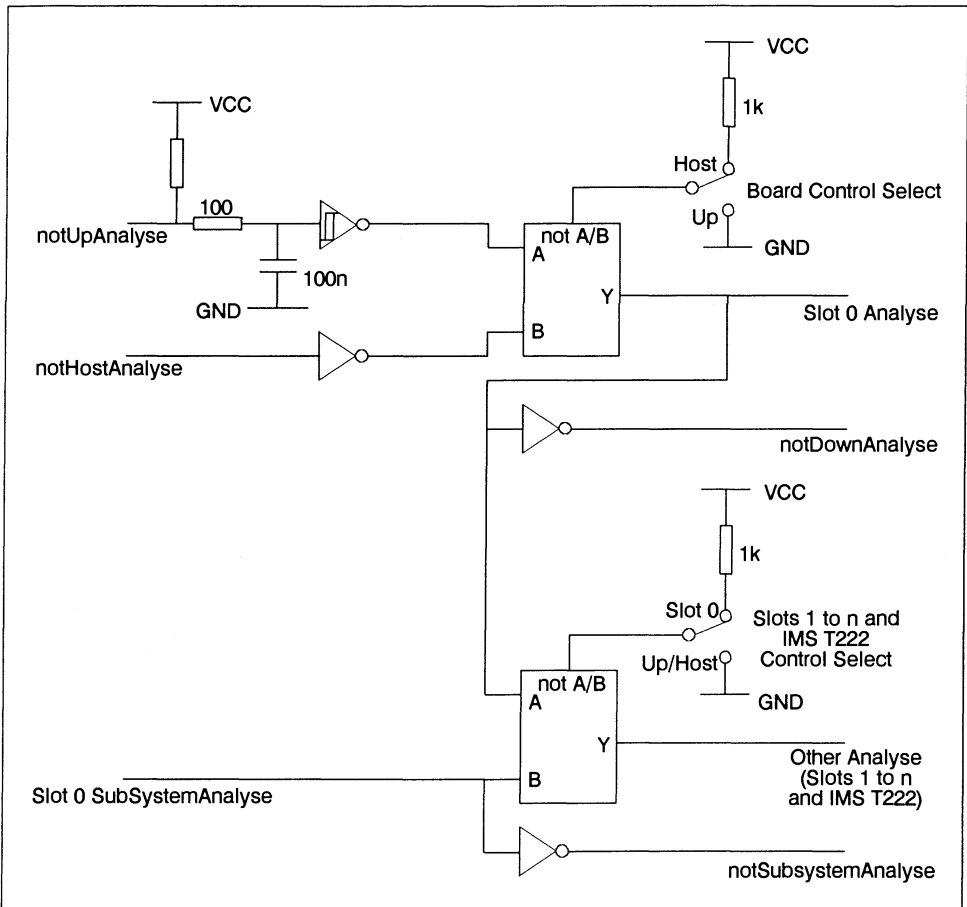 VCC
1k
Host
Board Control Select
Up
GND
VCC
100
notUpAnalyse
100n
GND
not A/B
A
Y
B
Slot 0 Analyse
notHostAnalyse
notDownAnalyse
VCC
1k
Slot 0
Slots 1 to n and
IMS T222
Control Select
Up/Host
GND
not A/B
A
Y
B
Other Analyse
(Slots 1 to n
and IMS T222)
Slot 0 SubSystemAnalyse
notSubsystemAnalyse